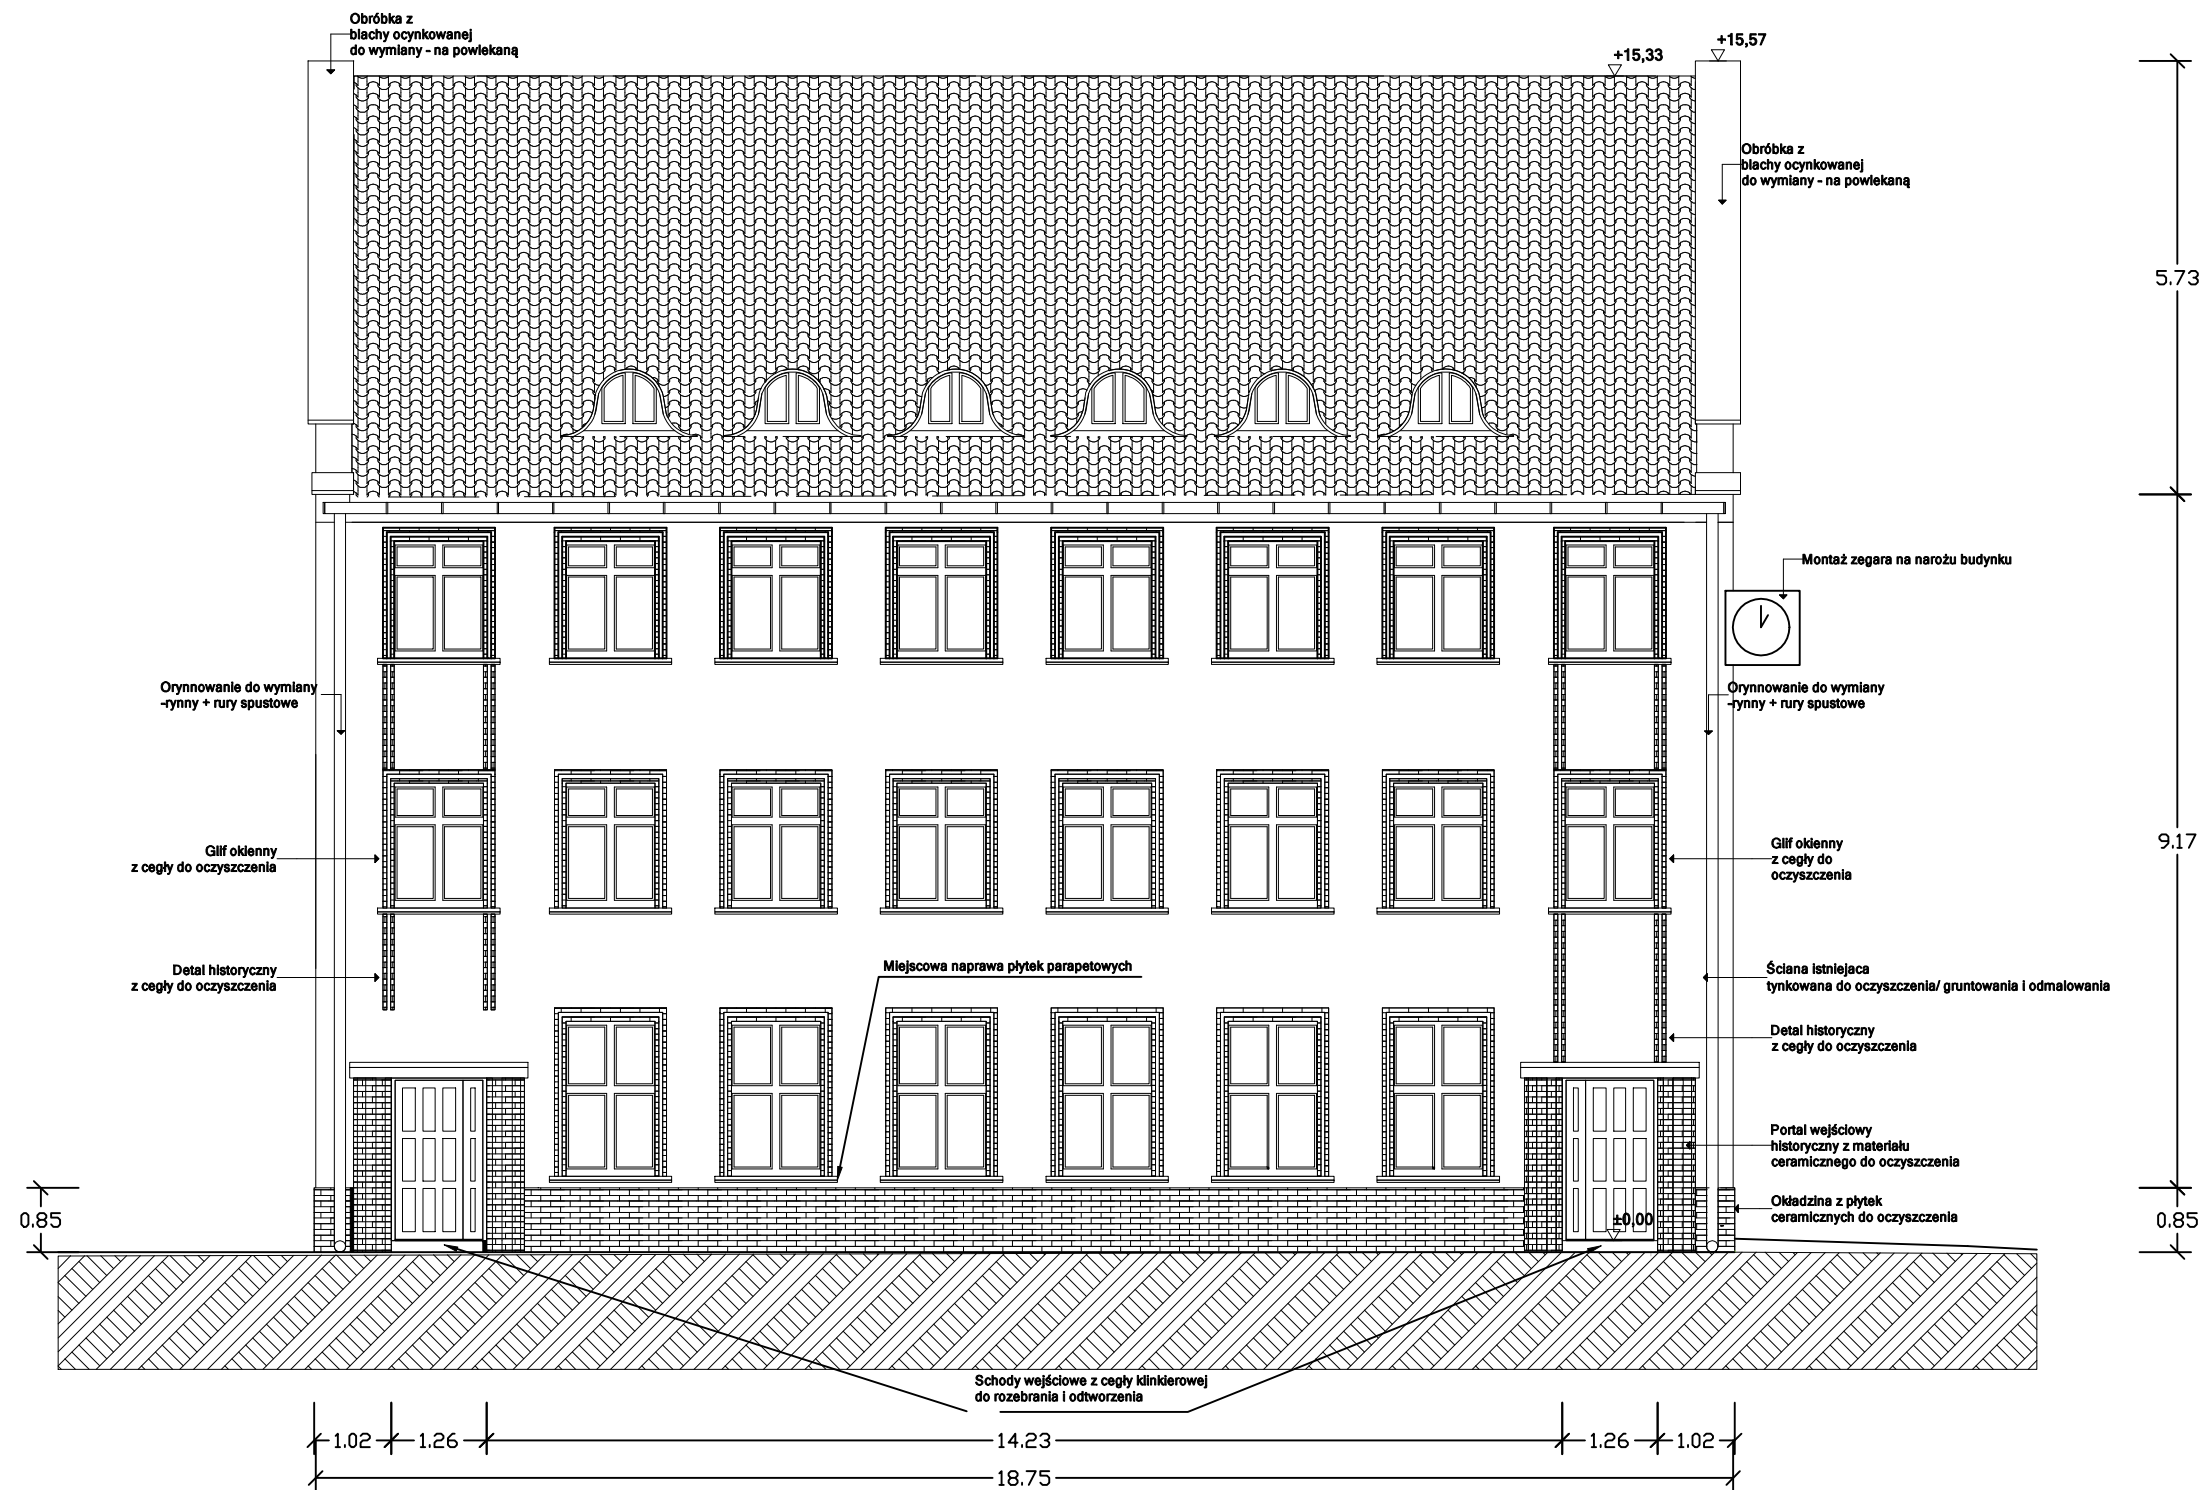 Obróbka z
blachy ocynkowanej
do wymiany - na powlekaną
+15,33
+15,57
Obróbka z
blachy ocynkowanej
do wymiany - na powlekaną
5.73
Montaż zegara na narożu budynku
Orynnowanie do wymiany
-rynny + rury spustowe
Orynnowanie do wymiany
-rynny + rury spustowe
9.17
Glif okienny
z cegły do oczyszczenia
Glif okienny
z cegły do
oczyszczenia
Detal historyczny
z cegły do oczyszczenia
Miejscowa naprawa płytek parapetowych
Ściana istniejaca
tynkowana do oczyszczenia/ gruntowania i odmalowania
Detal historyczny
z cegły do oczyszczenia
Portal wejściowy
historyczny z materiału
ceramicznego do oczyszczenia
Okładzina z płytek
ceramicznych do oczyszczenia
0.85
±0,00
0.85
Schody wejściowe z cegły klinkierowej
do rozebrania i odtworzenia
1.02
1.26
14.23
1.26
1.02
18.75